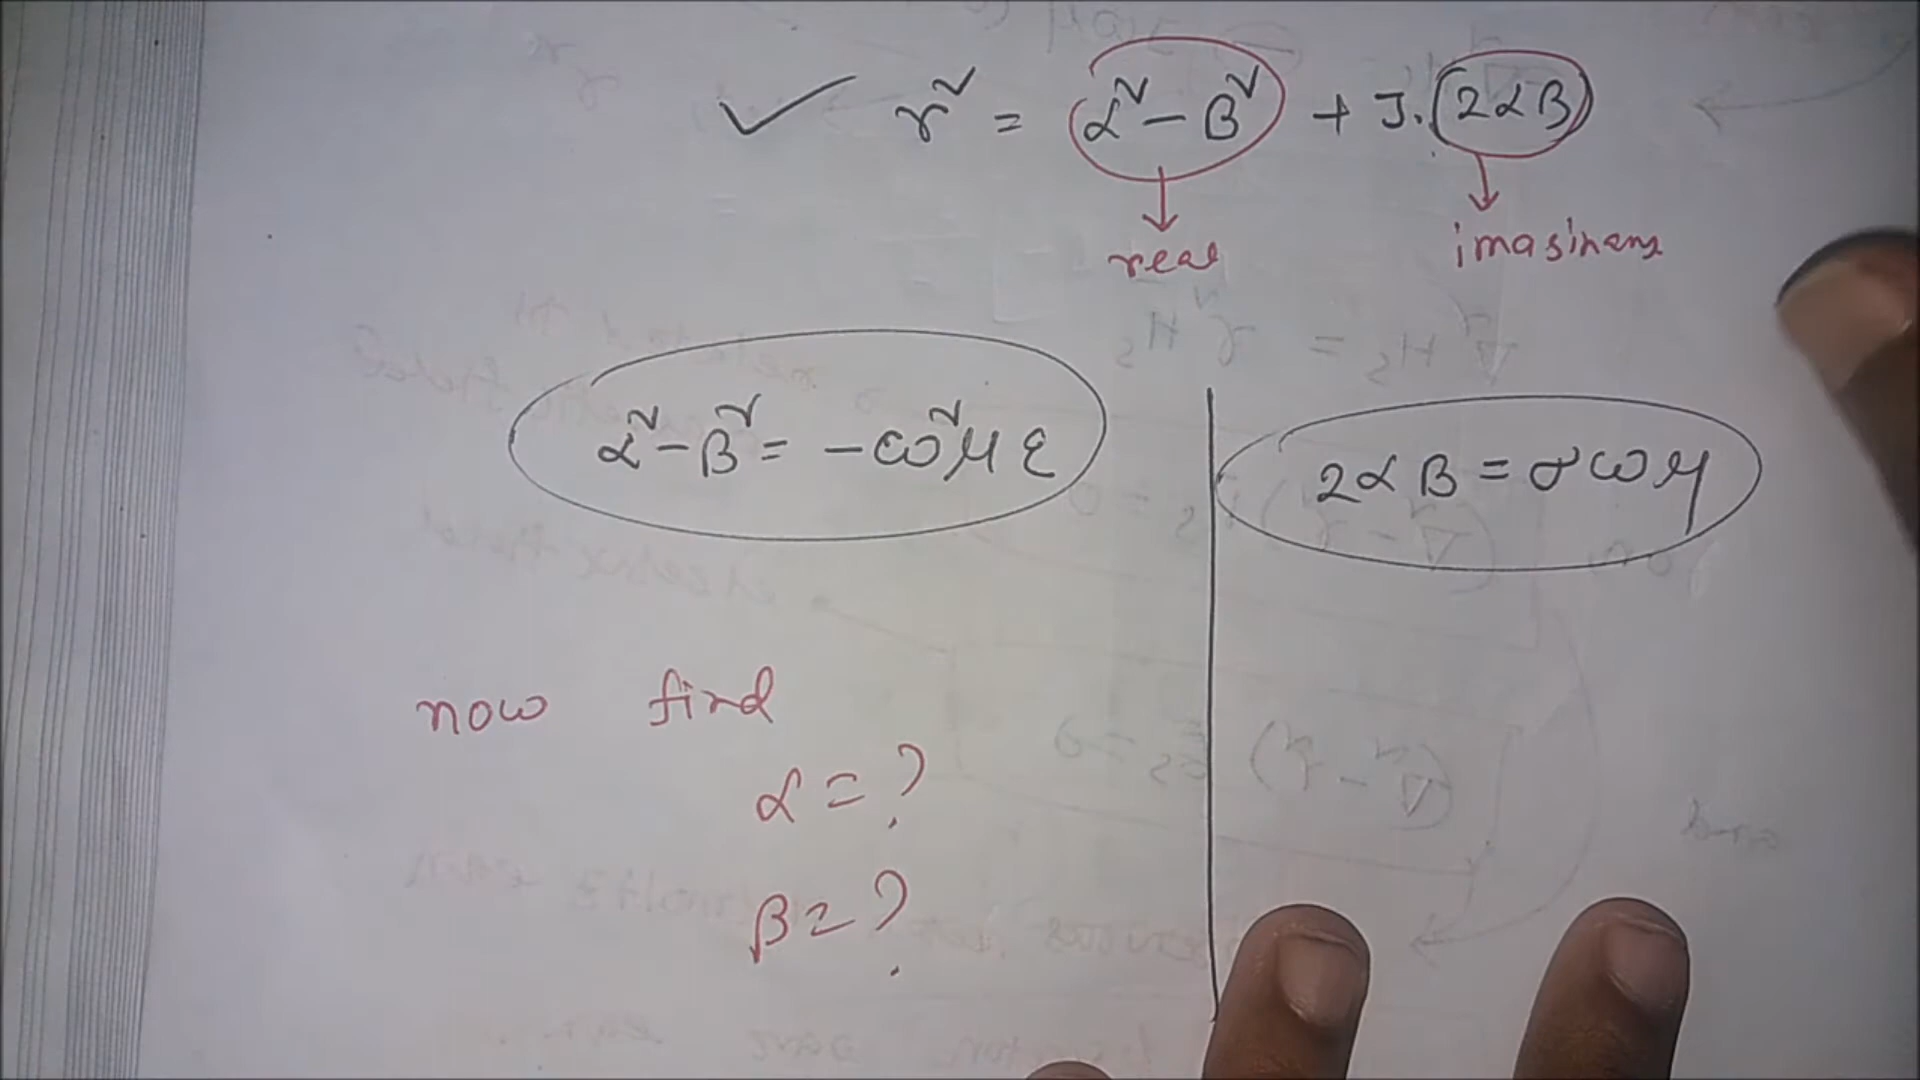 γ² = α² - β² + J.(2αβ)
real imaginary
α² - β² = -ω²με
2αβ = σωμ
now find
α = ?
β = ?